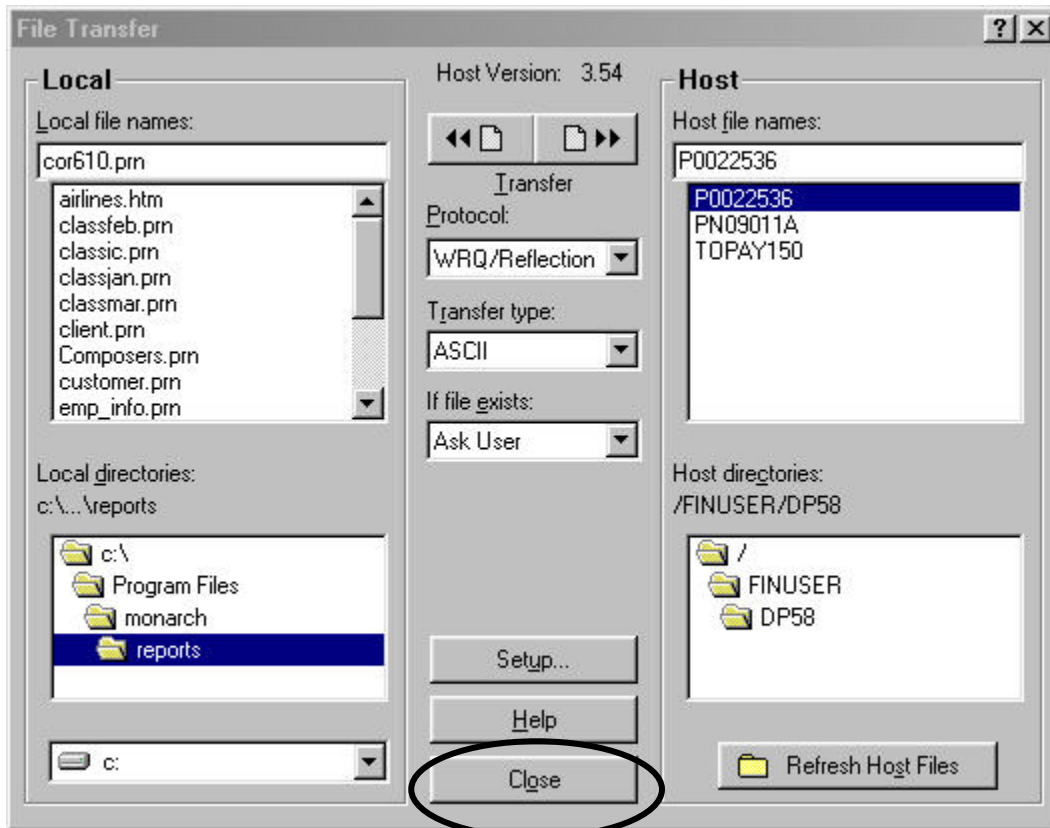 File Transfer
Local
Local file names:
cor610.prn
airlines.htm
classfeb.prn
classic.prn
classjan.prn
classmar.prn
client.prn
Composers.prn
customer.prn
emp_info.prn
Local directories:
c:\...\reports
c:\
Program Files
monarch
reports
c:
Host Version: 3.54
Transfer
Protocol:
WRQ/Reflection
Transfer type:
ASCII
If file exists:
Ask User
Setup...
Help
Close
Host
Host file names:
P0022536
P0022536
PN09011A
TOPAY150
Host directories:
/FINUSER/DP58
/
FINUSER
DP58
Refresh Host Files